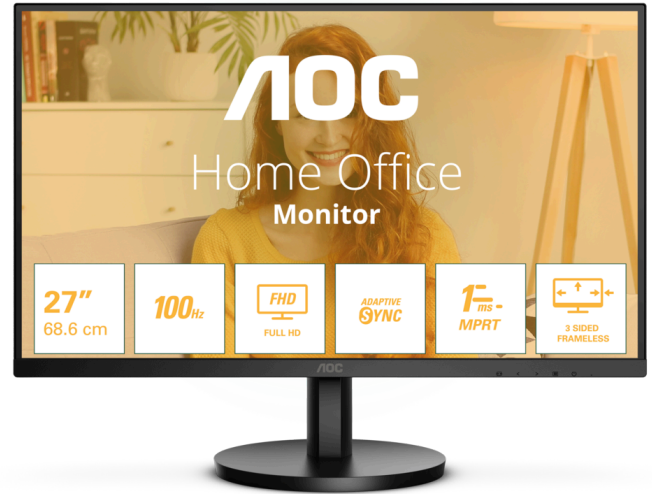 AOC
Home Office
Monitor
27″
68.6 cm
100Hz
FHD
FULL HD
ADAPTIVE
SYNC
1ms
MPRT
3 SIDED
FRAMELESS
AOC